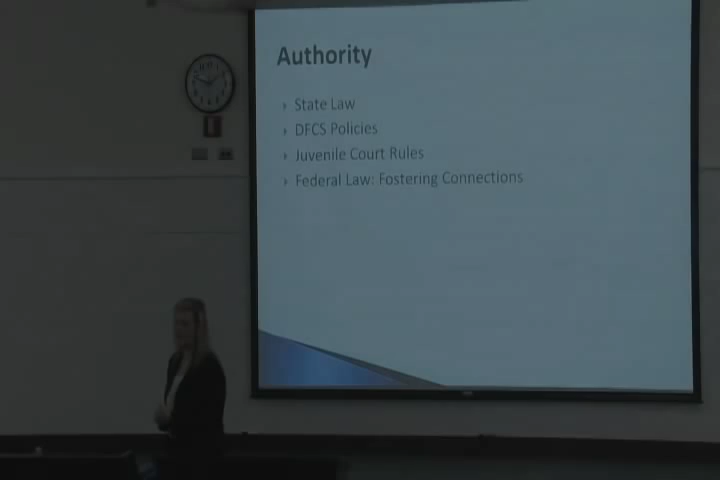 Authority
State Law
DFCS Policies
Juvenile Court Rules
Federal Law: Fostering Connections